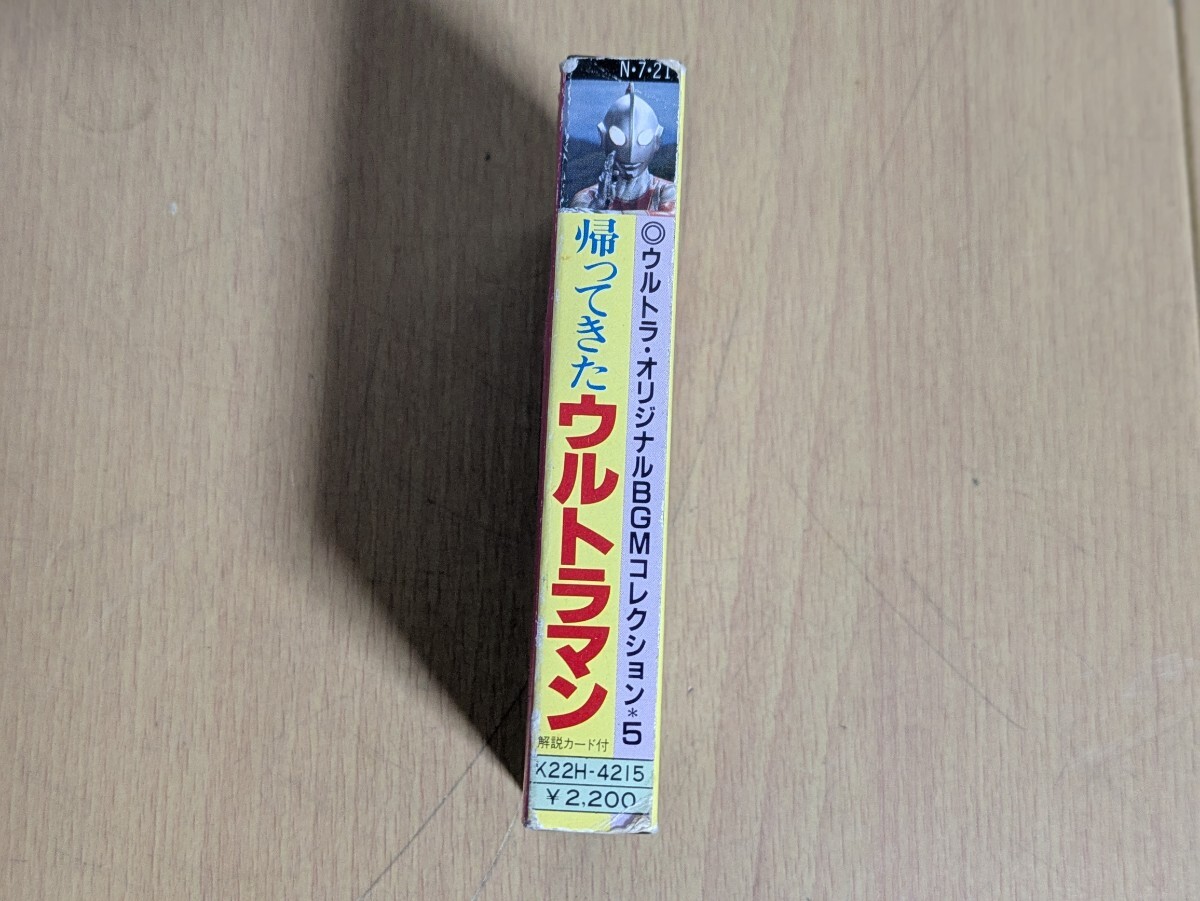 N・7・21
◎ウルトラ・オリジナルBGMコレクション*5
帰ってきた
ウルトラマン
解説カード付
K22H-4215
¥2,200